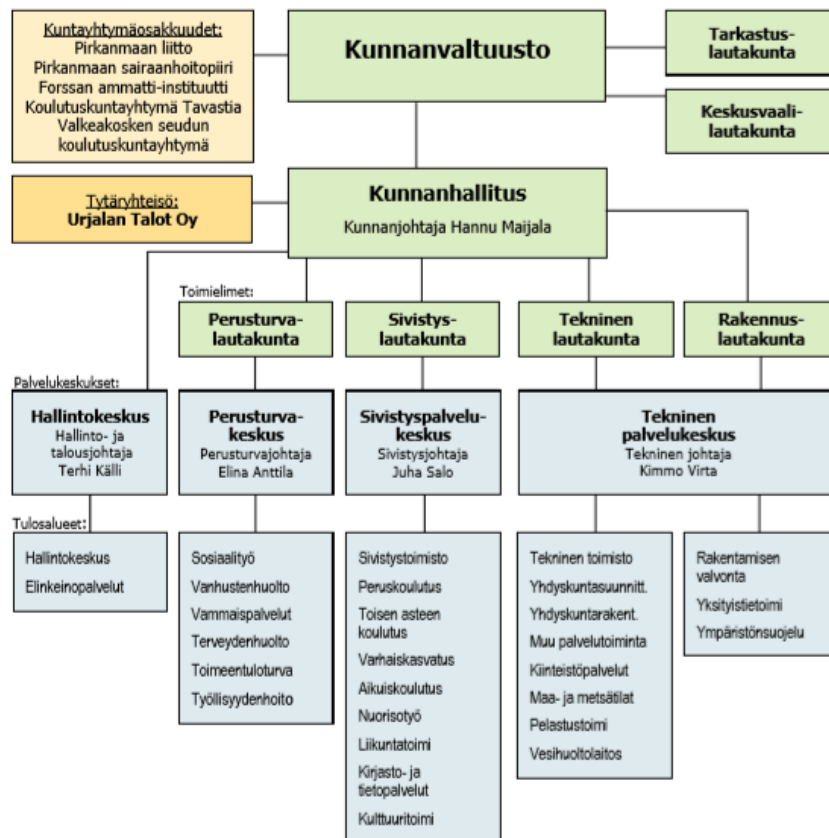 Kuntayhtymäosakkuudet:
Pirkanmaan liitto
Pirkanmaan sairaanhoitopiiri
Forssan ammatti-instituutti
Koulutuskuntayhtymä Tavastia
Valkeakosken seudun
koulutuskuntayhtymä
Kunnanvaltuusto
Tarkastus-
lautakunta
Keskusvaali-
lautakunta
Tytäryhteisö:
Urjalan Talot Oy
Kunnanhallitus
Kunnanjohtaja Hannu Maijala
Toimielimet:
Perusturva-
lautakunta
Sivistys-
lautakunta
Tekninen
lautakunta
Rakennus-
lautakunta
Palvelukeskukset:
Hallintokeskus
Hallinto- ja
talousjohtaja
Terhi Källi
Perusturva-
keskus
Perusturvajohtaja
Elina Anttila
Sivistyspalvelu-
keskus
Sivistysjohtaja
Juha Salo
Tekninen
palvelukeskus
Tekninen johtaja
Kimmo Virta
Tulosalueet:
Hallintokeskus
Elinkeinopalvelut
Sosiaalityö
Vanhustenhuolto
Vammaispalvelut
Terveydenhuolto
Toimeentuloturva
Työllisyydenhoito
Sivistystoimisto
Peruskoulutus
Toisen asteen
koulutus
Varhaiskasvatus
Aikuiskoulutus
Nuorisotyö
Liikuntatoimi
Kirjasto- ja
tietopalvelut
Kulttuuritoimi
Tekninen toimisto
Yhdyskuntasuunnitt.
Yhdyskuntarakent.
Muu palvelutoiminta
Kiinteistöpalvelut
Maa- ja metsätilat
Pelastustoimi
Vesihuoltolaitos
Rakentamisen
valvonta
Yksityistietoimi
Ympäristönsuojelu